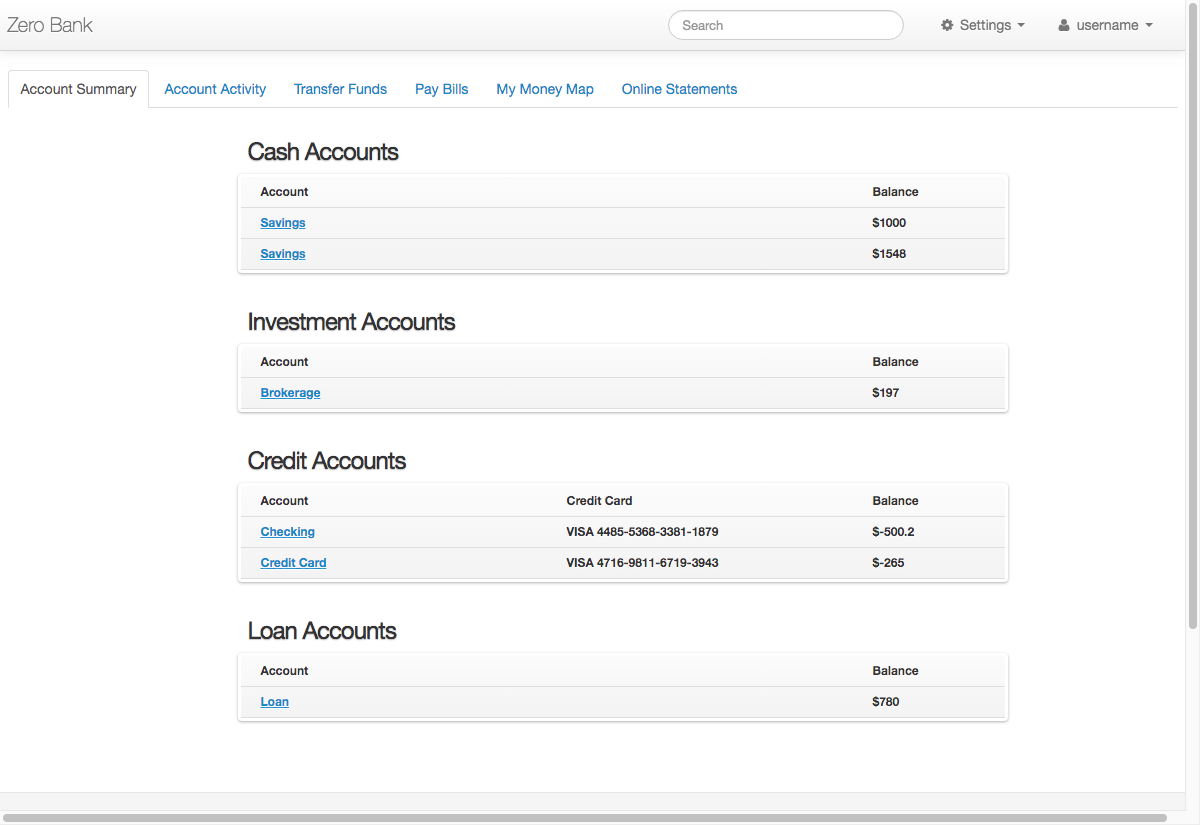 Zero Bank Search Settings username
Account Summary Account Activity Transfer Funds Pay Bills My Money Map Online Statements
Cash Accounts
Account Balance
Savings $1000
Savings $1548
Investment Accounts
Account Balance
Brokerage $197
Credit Accounts
Account Credit Card Balance
Checking VISA 4485-5368-3381-1879 $-500.2
Credit Card VISA 4716-9811-6719-3943 $-265
Loan Accounts
Account Balance
Loan $780